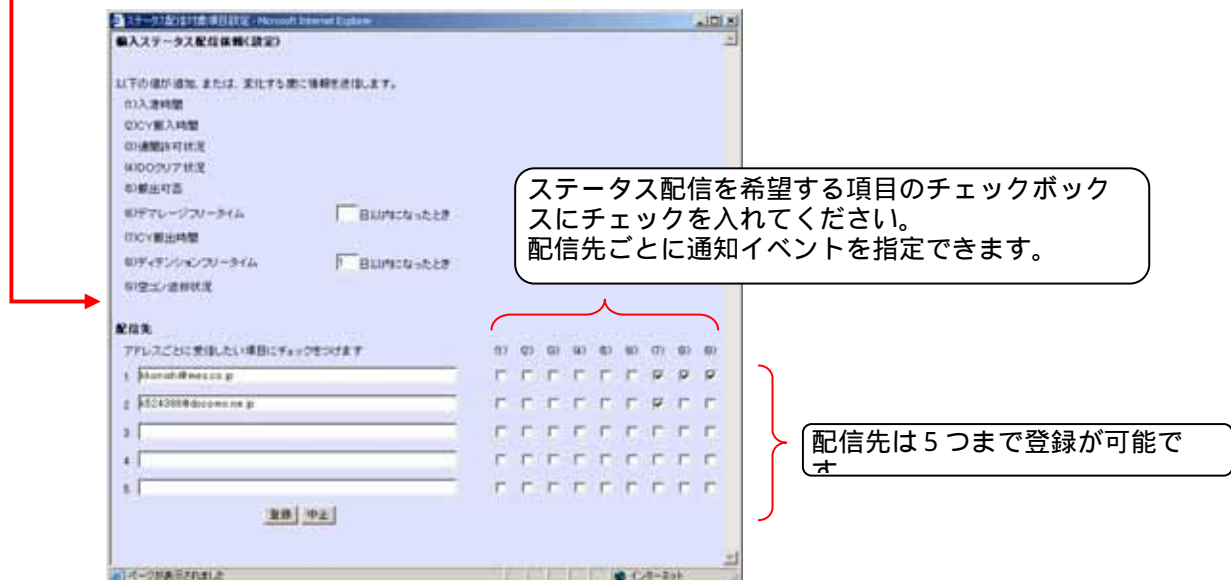 ステータス配信対象項目設定 - Microsoft Internet Explorer
輸入ステータス配信依頼(設定)
以下の値が追加、または、変化する度に情報を送信します。
(1)入港時間
(2)CY搬入時間
(3)通関許可状況
(4)DOクリア状況
(5)搬出可否
(6)デマレージフリータイム 日以内になったとき
(7)CY搬出時間
(8)ディテンションフリータイム 1 日以内になったとき
(9)空コン返却状況
ステータス配信を希望する項目のチェックボック
スにチェックを入れてください。
配信先ごとに通知イベントを指定できます。
配信先
アドレスごとに受信したい項目にチェックをつけます (1) (2) (3) (4) (5) (6) (7) (8) (9)
1
2
3
4
5
配信先は5つまで登録が可能で
す
登録 中止
ページが表示されました インターネット